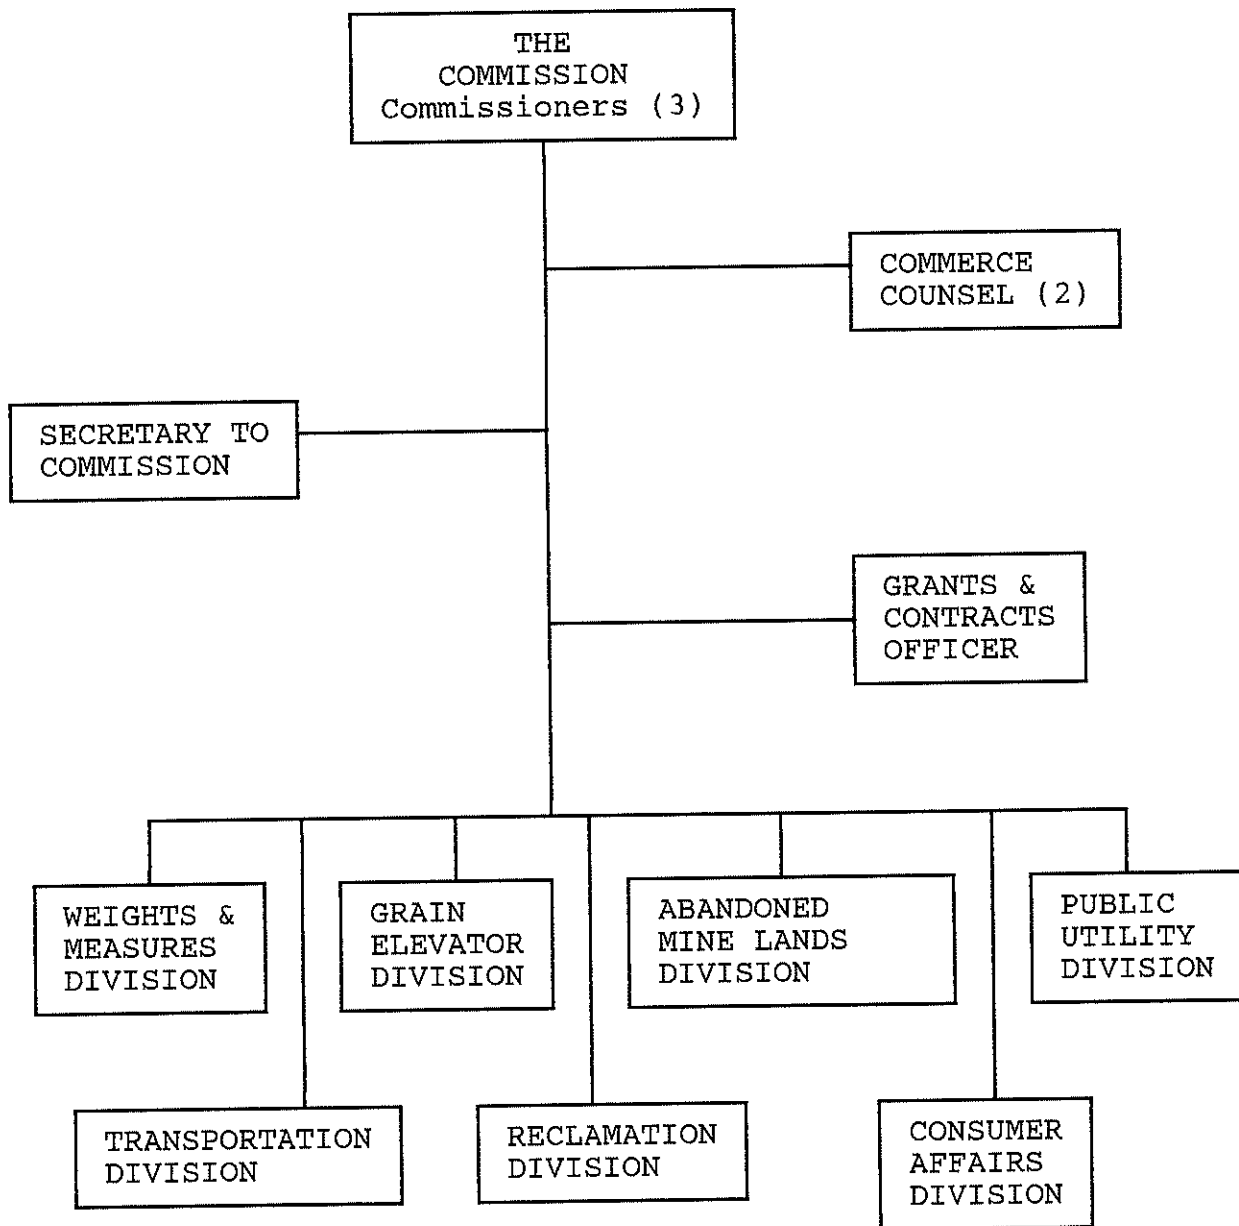 THE
COMMISSION
Commissioners (3)
COMMERCE
COUNSEL (2)
SECRETARY TO
COMMISSION
GRANTS &
CONTRACTS
OFFICER
WEIGHTS &
MEASURES
DIVISION
GRAIN
ELEVATOR
DIVISION
ABANDONED
MINE LANDS
DIVISION
PUBLIC
UTILITY
DIVISION
TRANSPORTATION
DIVISION
RECLAMATION
DIVISION
CONSUMER
AFFAIRS
DIVISION